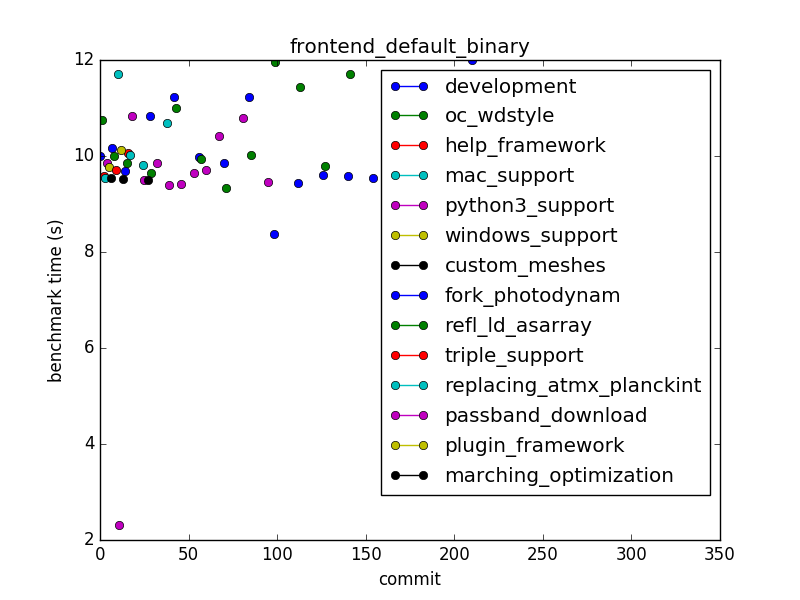 frontend_default_binary
12
10
8
6
4
2
benchmark time (s)
0
50
100
150
200
250
300
350
commit
development
oc_wdstyle
help_framework
mac_support
python3_support
windows_support
custom_meshes
fork_photodynam
refl_ld_asarray
triple_support
replacing_atmx_planckint
passband_download
plugin_framework
marching_optimization